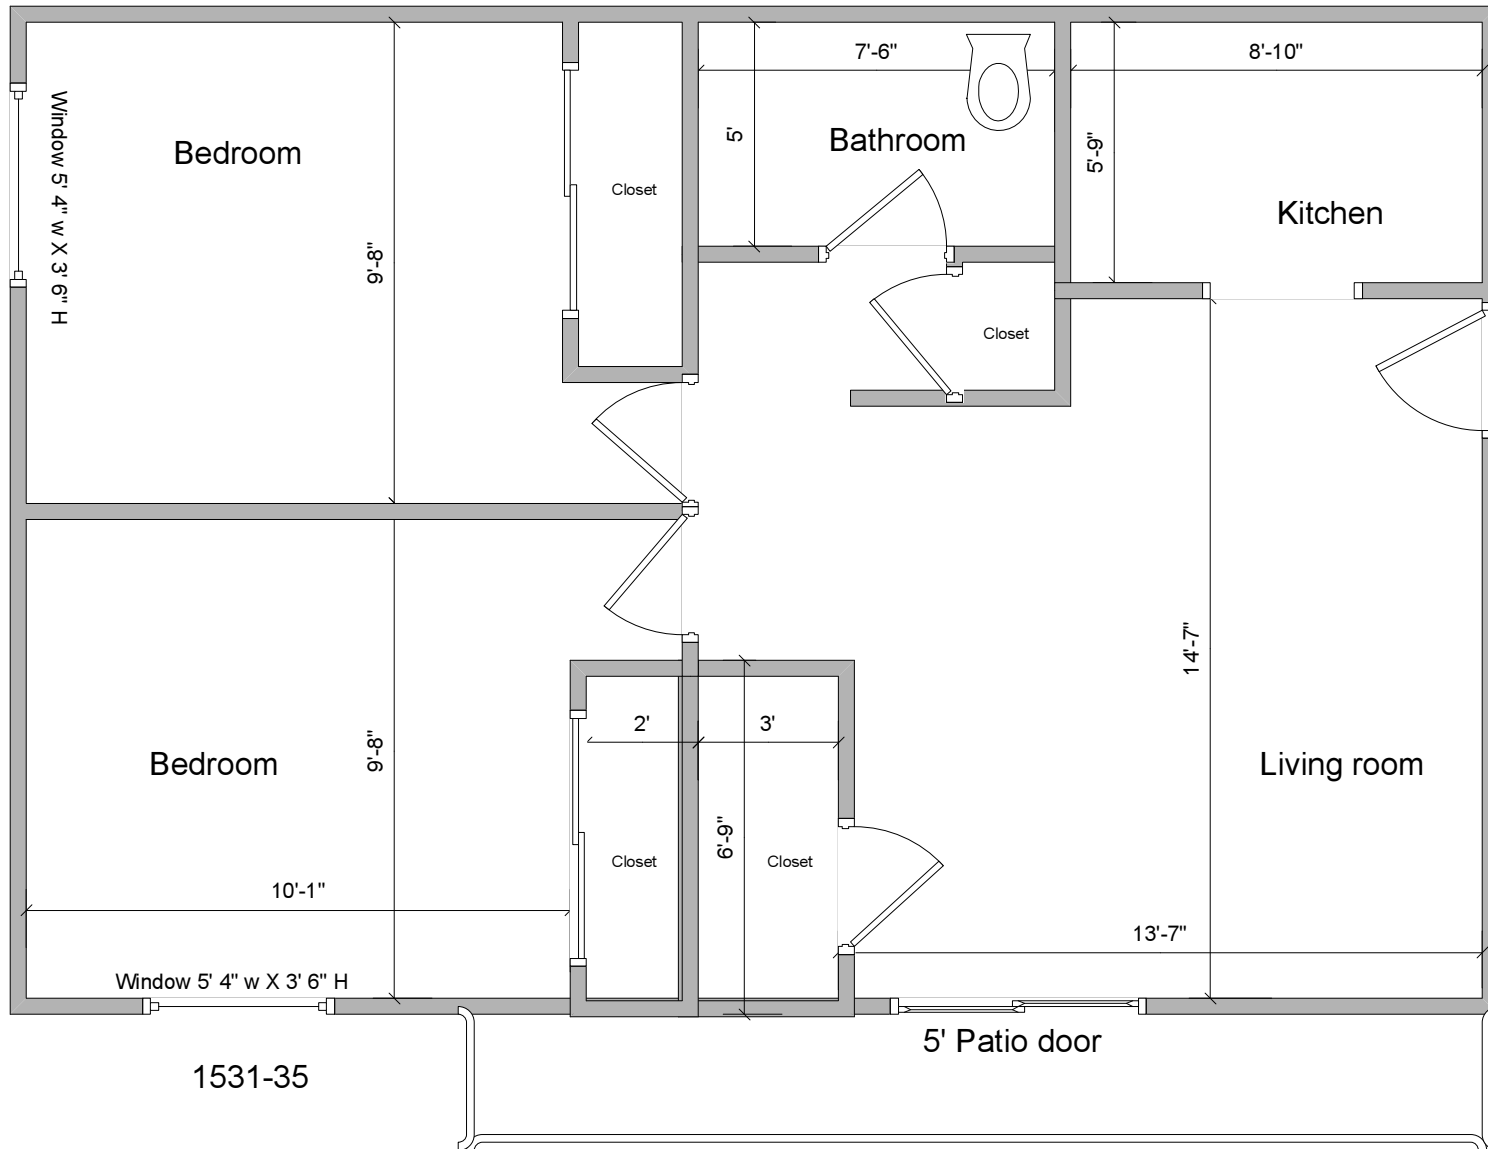 7'-6"
8'-10"
Window 5' 4" w X 3' 6" H
Bedroom
Closet
5'
Bathroom
5'-9"
Kitchen
9'-8"
Closet
14'-7"
2'
3'
Bedroom
9'-8"
Living room
6'-9"
Closet
Closet
10'-1"
13'-7"
Window 5' 4" w X 3' 6" H
5' Patio door
1531-35